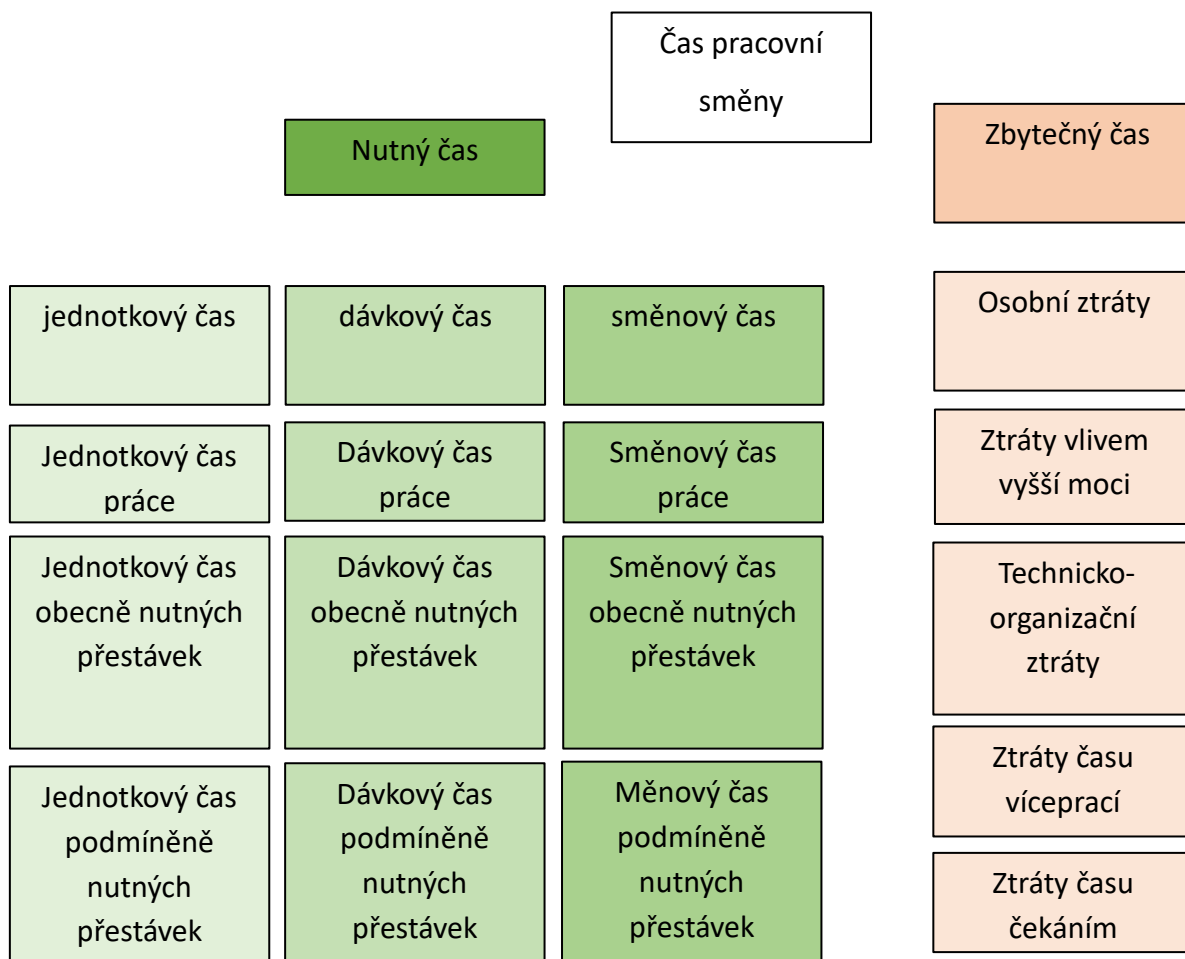 Čas pracovní
směny
Nutný čas
Zbytečný čas
jednotkový čas
dávkový čas
směnový čas
Osobní ztráty
Jednotkový čas
práce
Dávkový čas
práce
Směnový čas
práce
Ztráty vlivem
vyšší moci
Jednotkový čas
obecně nutných
přestávek
Dávkový čas
obecně nutných
přestávek
Směnový čas
obecně nutných
přestávek
Technicko-
organizační
ztráty
Jednotkový čas
podmíněně
nutných
přestávek
Dávkový čas
podmíněně
nutných
přestávek
Měnový čas
podmíněně
nutných
přestávek
Ztráty času
víceprací
Ztráty času
čekáním